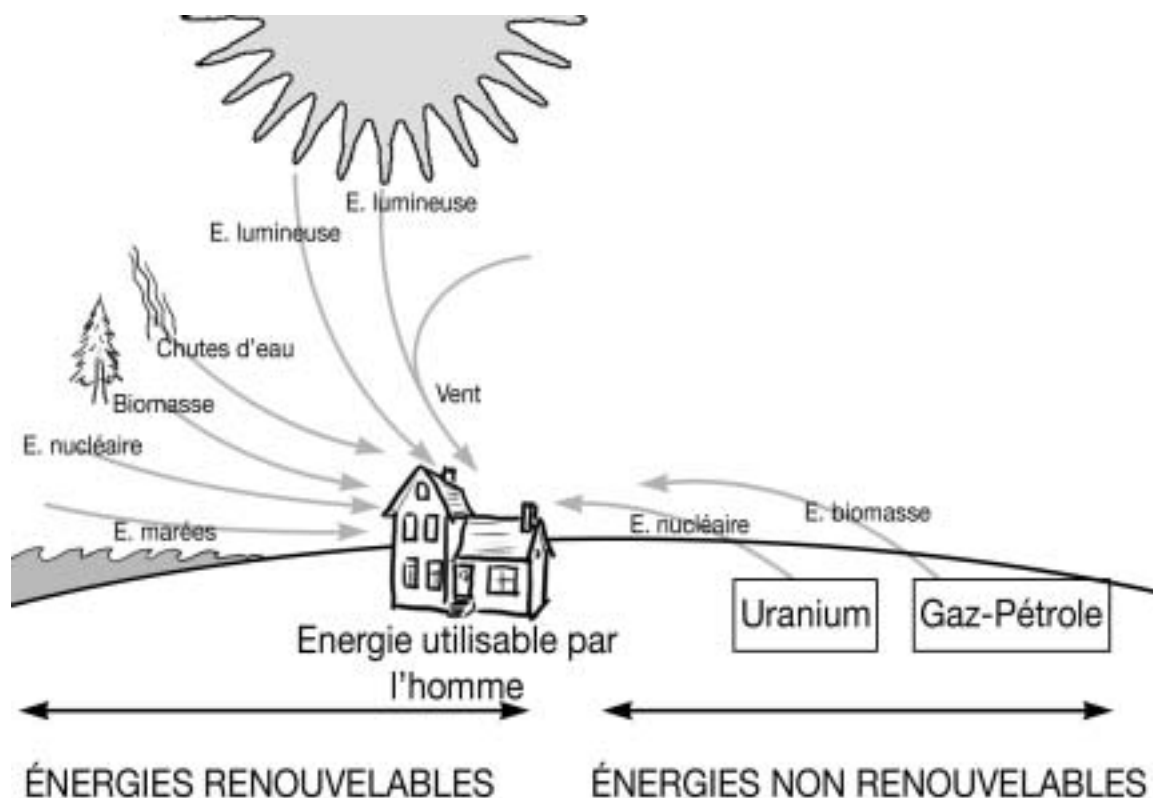 E. lumineuse
E. lumineuse
Chutes d'eau
Vent
Biomasse
E. nucléaire
E. marées
E. nucléaire
E. biomasse
Uranium
Gaz-Pétrole
Energie utilisable par
l'homme
ÉNERGIES RENOUVELABLES
ÉNERGIES NON RENOUVELABLES